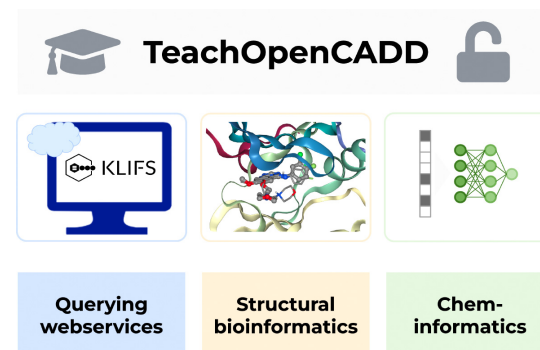 TeachOpenCADD
KLIFS
Querying
webservices
Structural
bioinformatics
Chem-
informatics